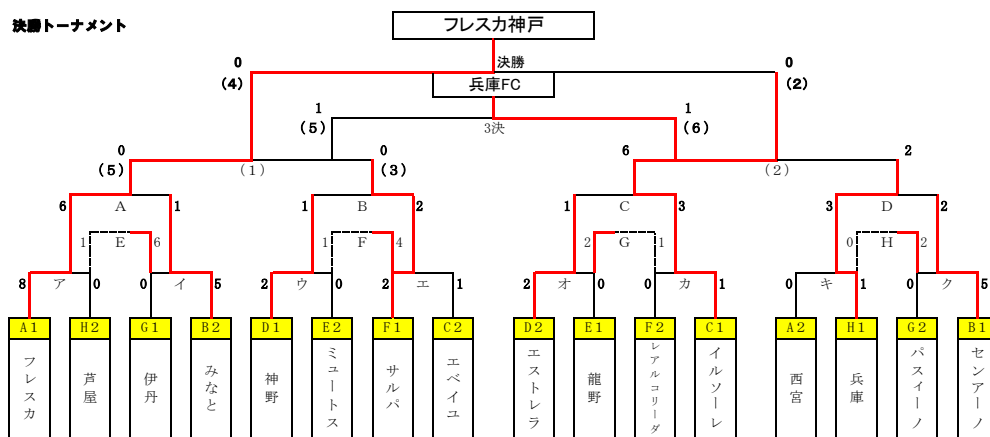 決勝トーナメント
フレスカ神戸
0 決勝 0
(4) 兵庫FC (2)
1 1
(5) 3決 (6)
0 0 6 2
(5) (1) (3) (2)
6 A 1 1 B 2 1 C 3 3 D 2
1 E 6 1 F 4 2 G 1 0 H 2
8 ア 0 0 イ 5 2 ウ 0 2 エ 1 2 オ 0 0 カ 1 0 キ 1 0 ク 5
A1 H2 G1 B2 D1 E2 F1 C2 D2 E1 F2 C1 A2 H1 G2 B1
フレスカ
芦屋
伊丹
みなと
神野
ミュートス
サルパ
エベイユ
エストレラ
龍野
レアルコリーダ
イルソーレ
西宮
兵庫
パスィーノ
センアーノ